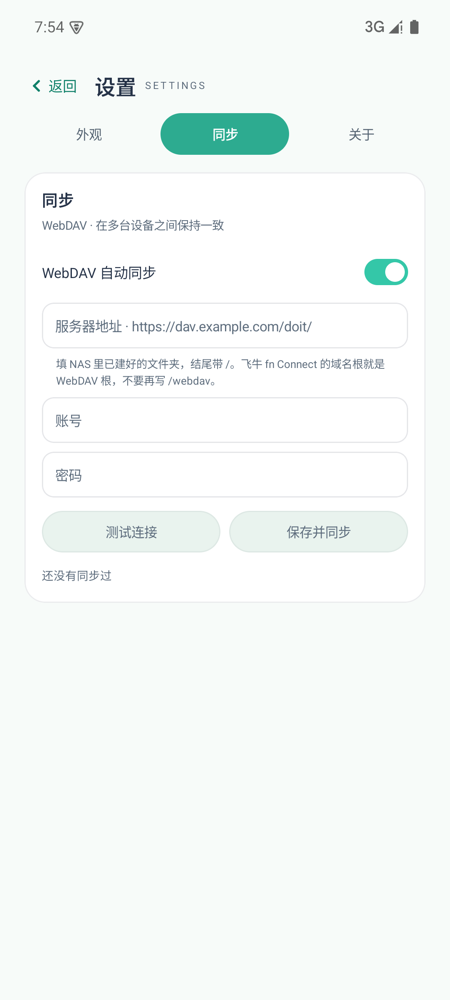 7:54
3G
返回
设置 SETTINGS
外观
同步
关于
同步
WebDAV · 在多台设备之间保持一致
WebDAV 自动同步
服务器地址 · https://dav.example.com/doit/
填 NAS 里已建好的文件夹，结尾带 /。飞牛 fn Connect 的域名根就是
WebDAV 根，不要再写 /webdav。
账号
密码
测试连接
保存并同步
还没有同步过